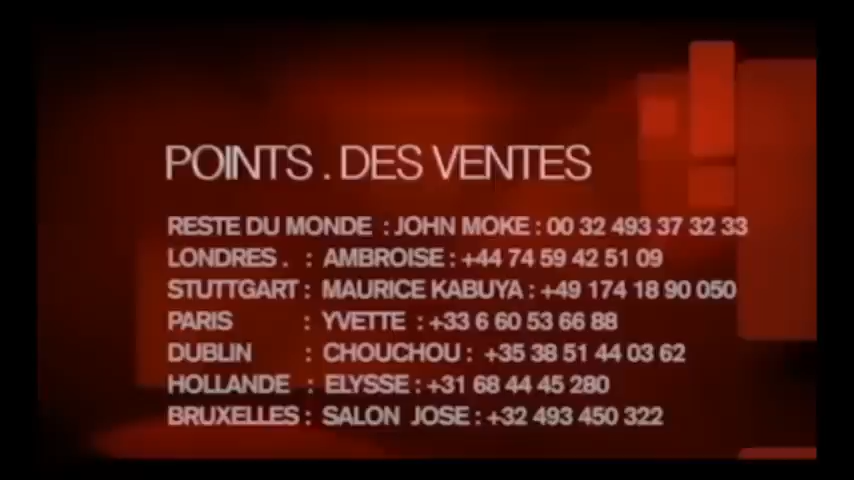 POINTS . DES VENTES
RESTE DU MONDE : JOHN MOKE : 00 32 493 37 32 33
LONDRES . : AMBROISE : +44 74 59 42 51 09
STUTTGART : MAURICE KABUYA : +49 174 18 90 050
PARIS : YVETTE : +33 6 60 53 66 88
DUBLIN : CHOUCHOU : +35 38 51 44 03 62
HOLLANDE : ELYSSE : +31 68 44 45 280
BRUXELLES : SALON JOSE : +32 493 450 322